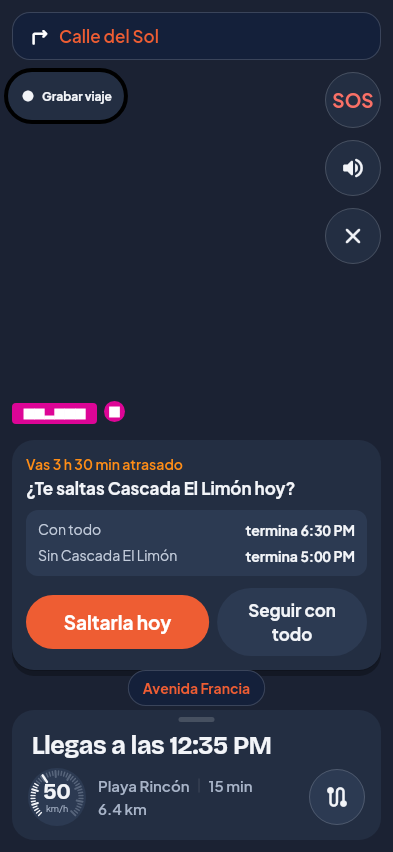 Calle del Sol
Grabar viaje
SOS
Vas 3 h 30 min atrasado
¿Te saltas Cascada El Limón hoy?
Con todo termina 6:30 PM
Sin Cascada El Limón termina 5:00 PM
Saltarla hoy
Seguir con
todo
Avenida Francia
Llegas a las 12:35 PM
50
km/h
Playa Rincón 15 min
6.4 km